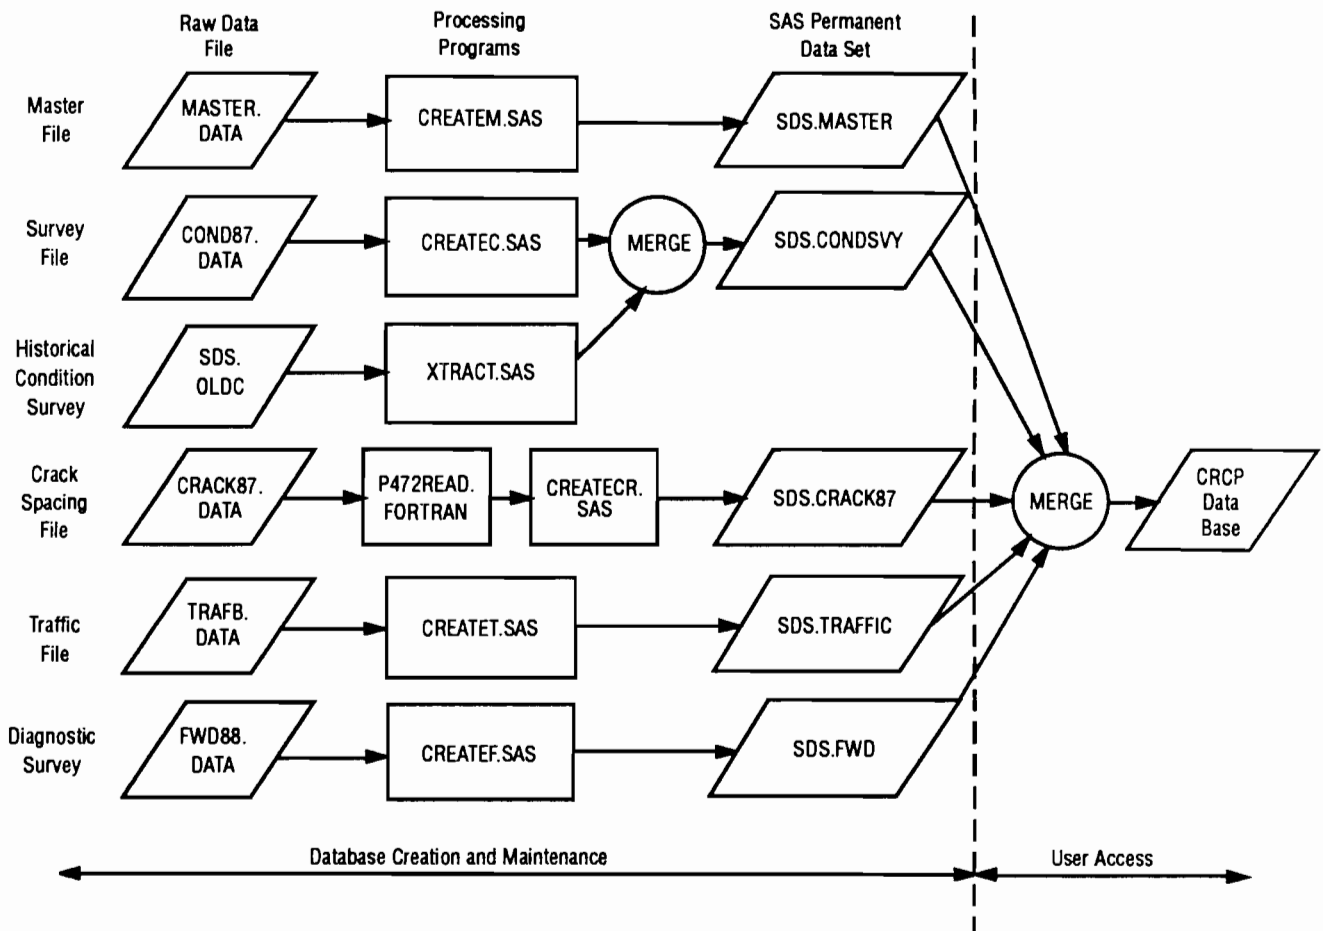 Raw Data
File
Processing
Programs
SAS Permanent
Data Set
Master
File
MASTER.
DATA
CREATEM.SAS
SDS.MASTER
Survey
File
COND87.
DATA
CREATEC.SAS
MERGE
SDS.CONDSVY
Historical
Condition
Survey
SDS.
OLDC
XTRACT.SAS
Crack
Spacing
File
CRACK87.
DATA
P472READ.
FORTRAN
CREATECR.
SAS
SDS.CRACK87
MERGE
CRCP
Data
Base
Traffic
File
TRAFB.
DATA
CREATET.SAS
SDS.TRAFFIC
Diagnostic
Survey
FWD88.
DATA
CREATEF.SAS
SDS.FWD
Database Creation and Maintenance
User Access